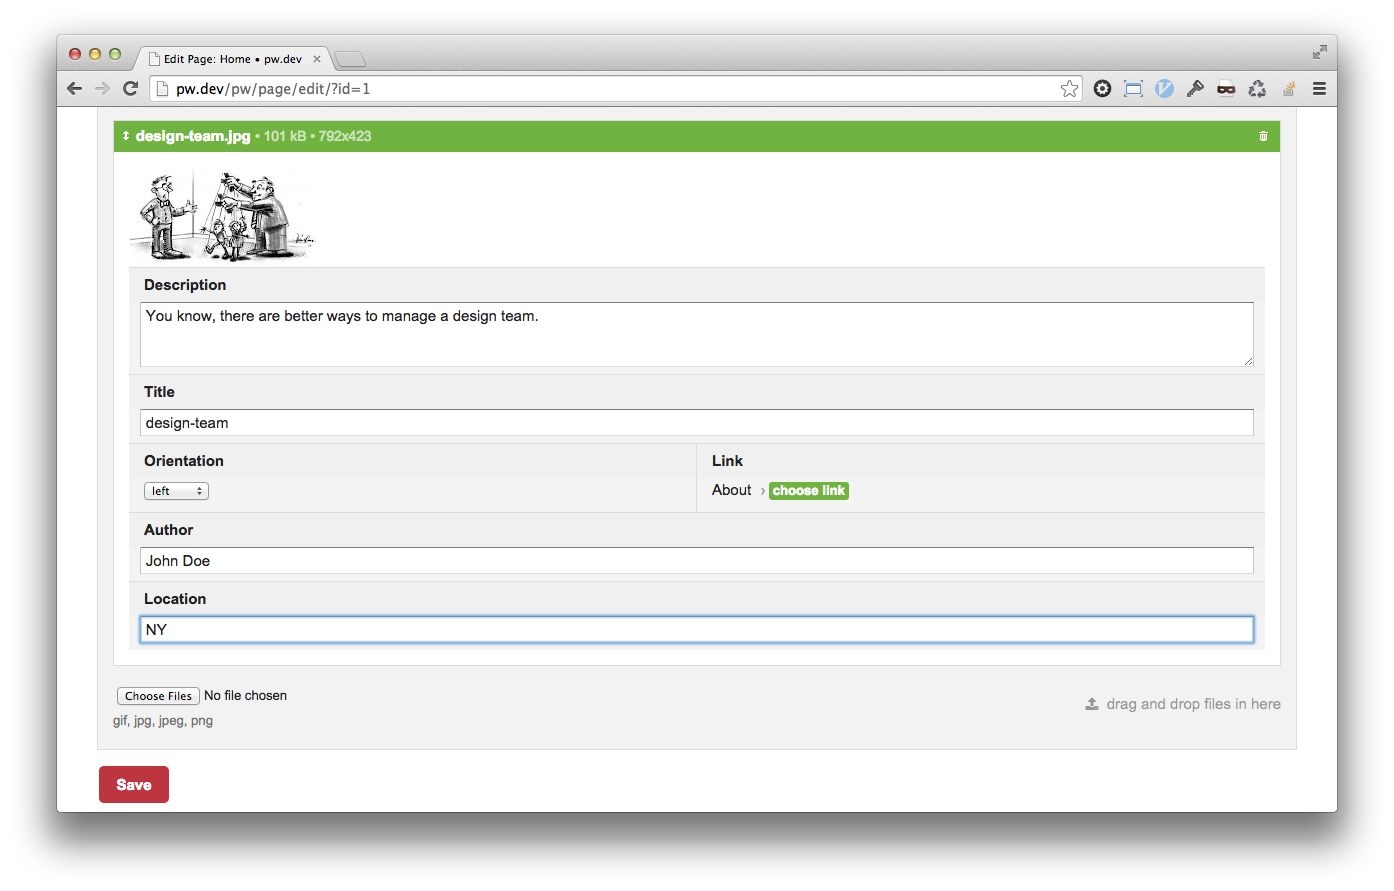 Edit Page: Home • pw.dev
pw.dev/pw/page/edit/?id=1
design-team.jpg • 101 kB • 792x423
Description
You know, there are better ways to manage a design team.
Title
design-team
Orientation
Link
left
About › choose link
Author
John Doe
Location
NY
Choose Files No file chosen
drag and drop files in here
gif, jpg, jpeg, png
Save